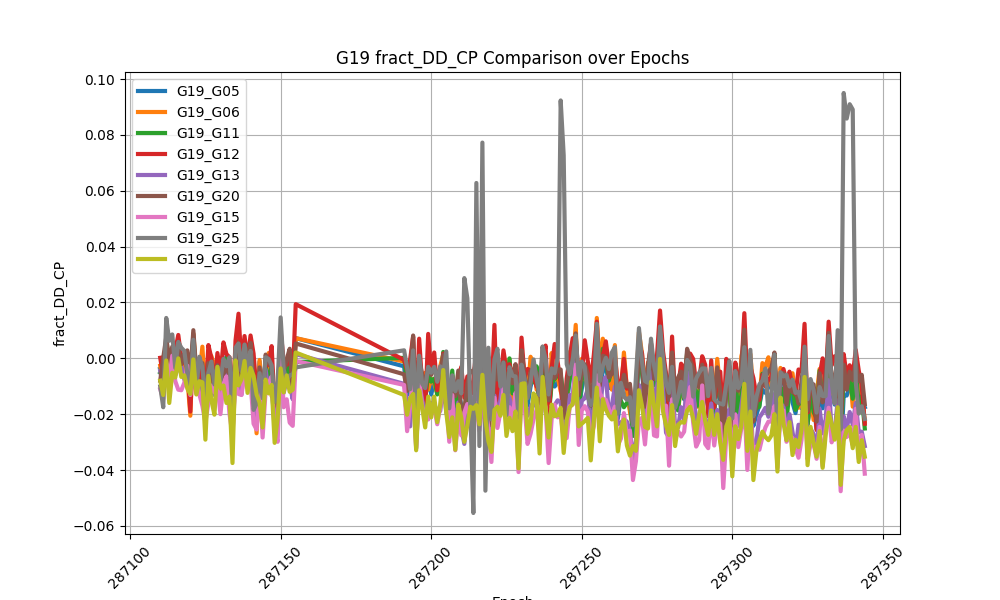 G19 fract_DD_CP Comparison over Epochs
fract_DD_CP
0.10
0.08
0.06
0.04
0.02
0.00
−0.02
−0.04
−0.06
G19_G05
G19_G06
G19_G11
G19_G12
G19_G13
G19_G20
G19_G15
G19_G25
G19_G29
287100
287150
287200
287250
287300
287350
Epoch